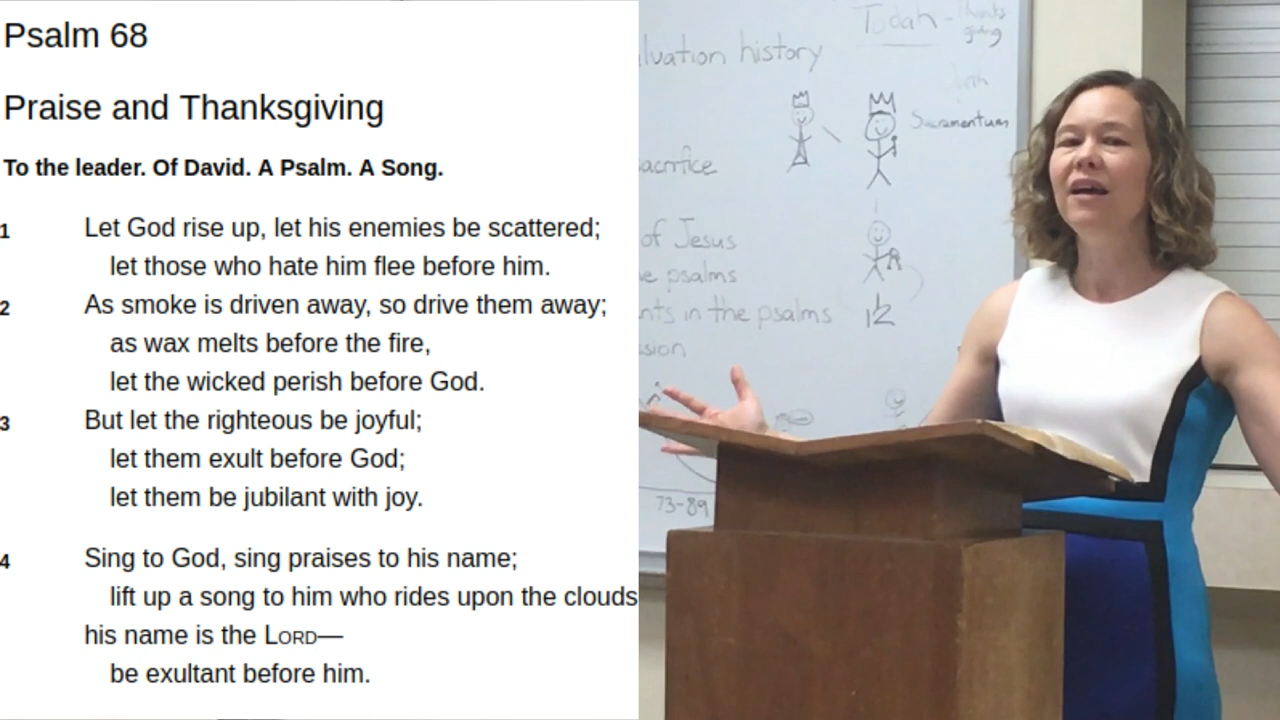 Psalm 68
Praise and Thanksgiving
To the leader. Of David. A Psalm. A Song.
1 Let God rise up, let his enemies be scattered;
let those who hate him flee before him.
2 As smoke is driven away, so drive them away;
as wax melts before the fire,
let the wicked perish before God.
3 But let the righteous be joyful;
let them exult before God;
let them be jubilant with joy.
4 Sing to God, sing praises to his name;
lift up a song to him who rides upon the clouds
his name is the LORD—
be exultant before him.
Todah - Thanks-
giving
history
Sacramentum
of Jesus
psalms
in the psalms
12
73-89